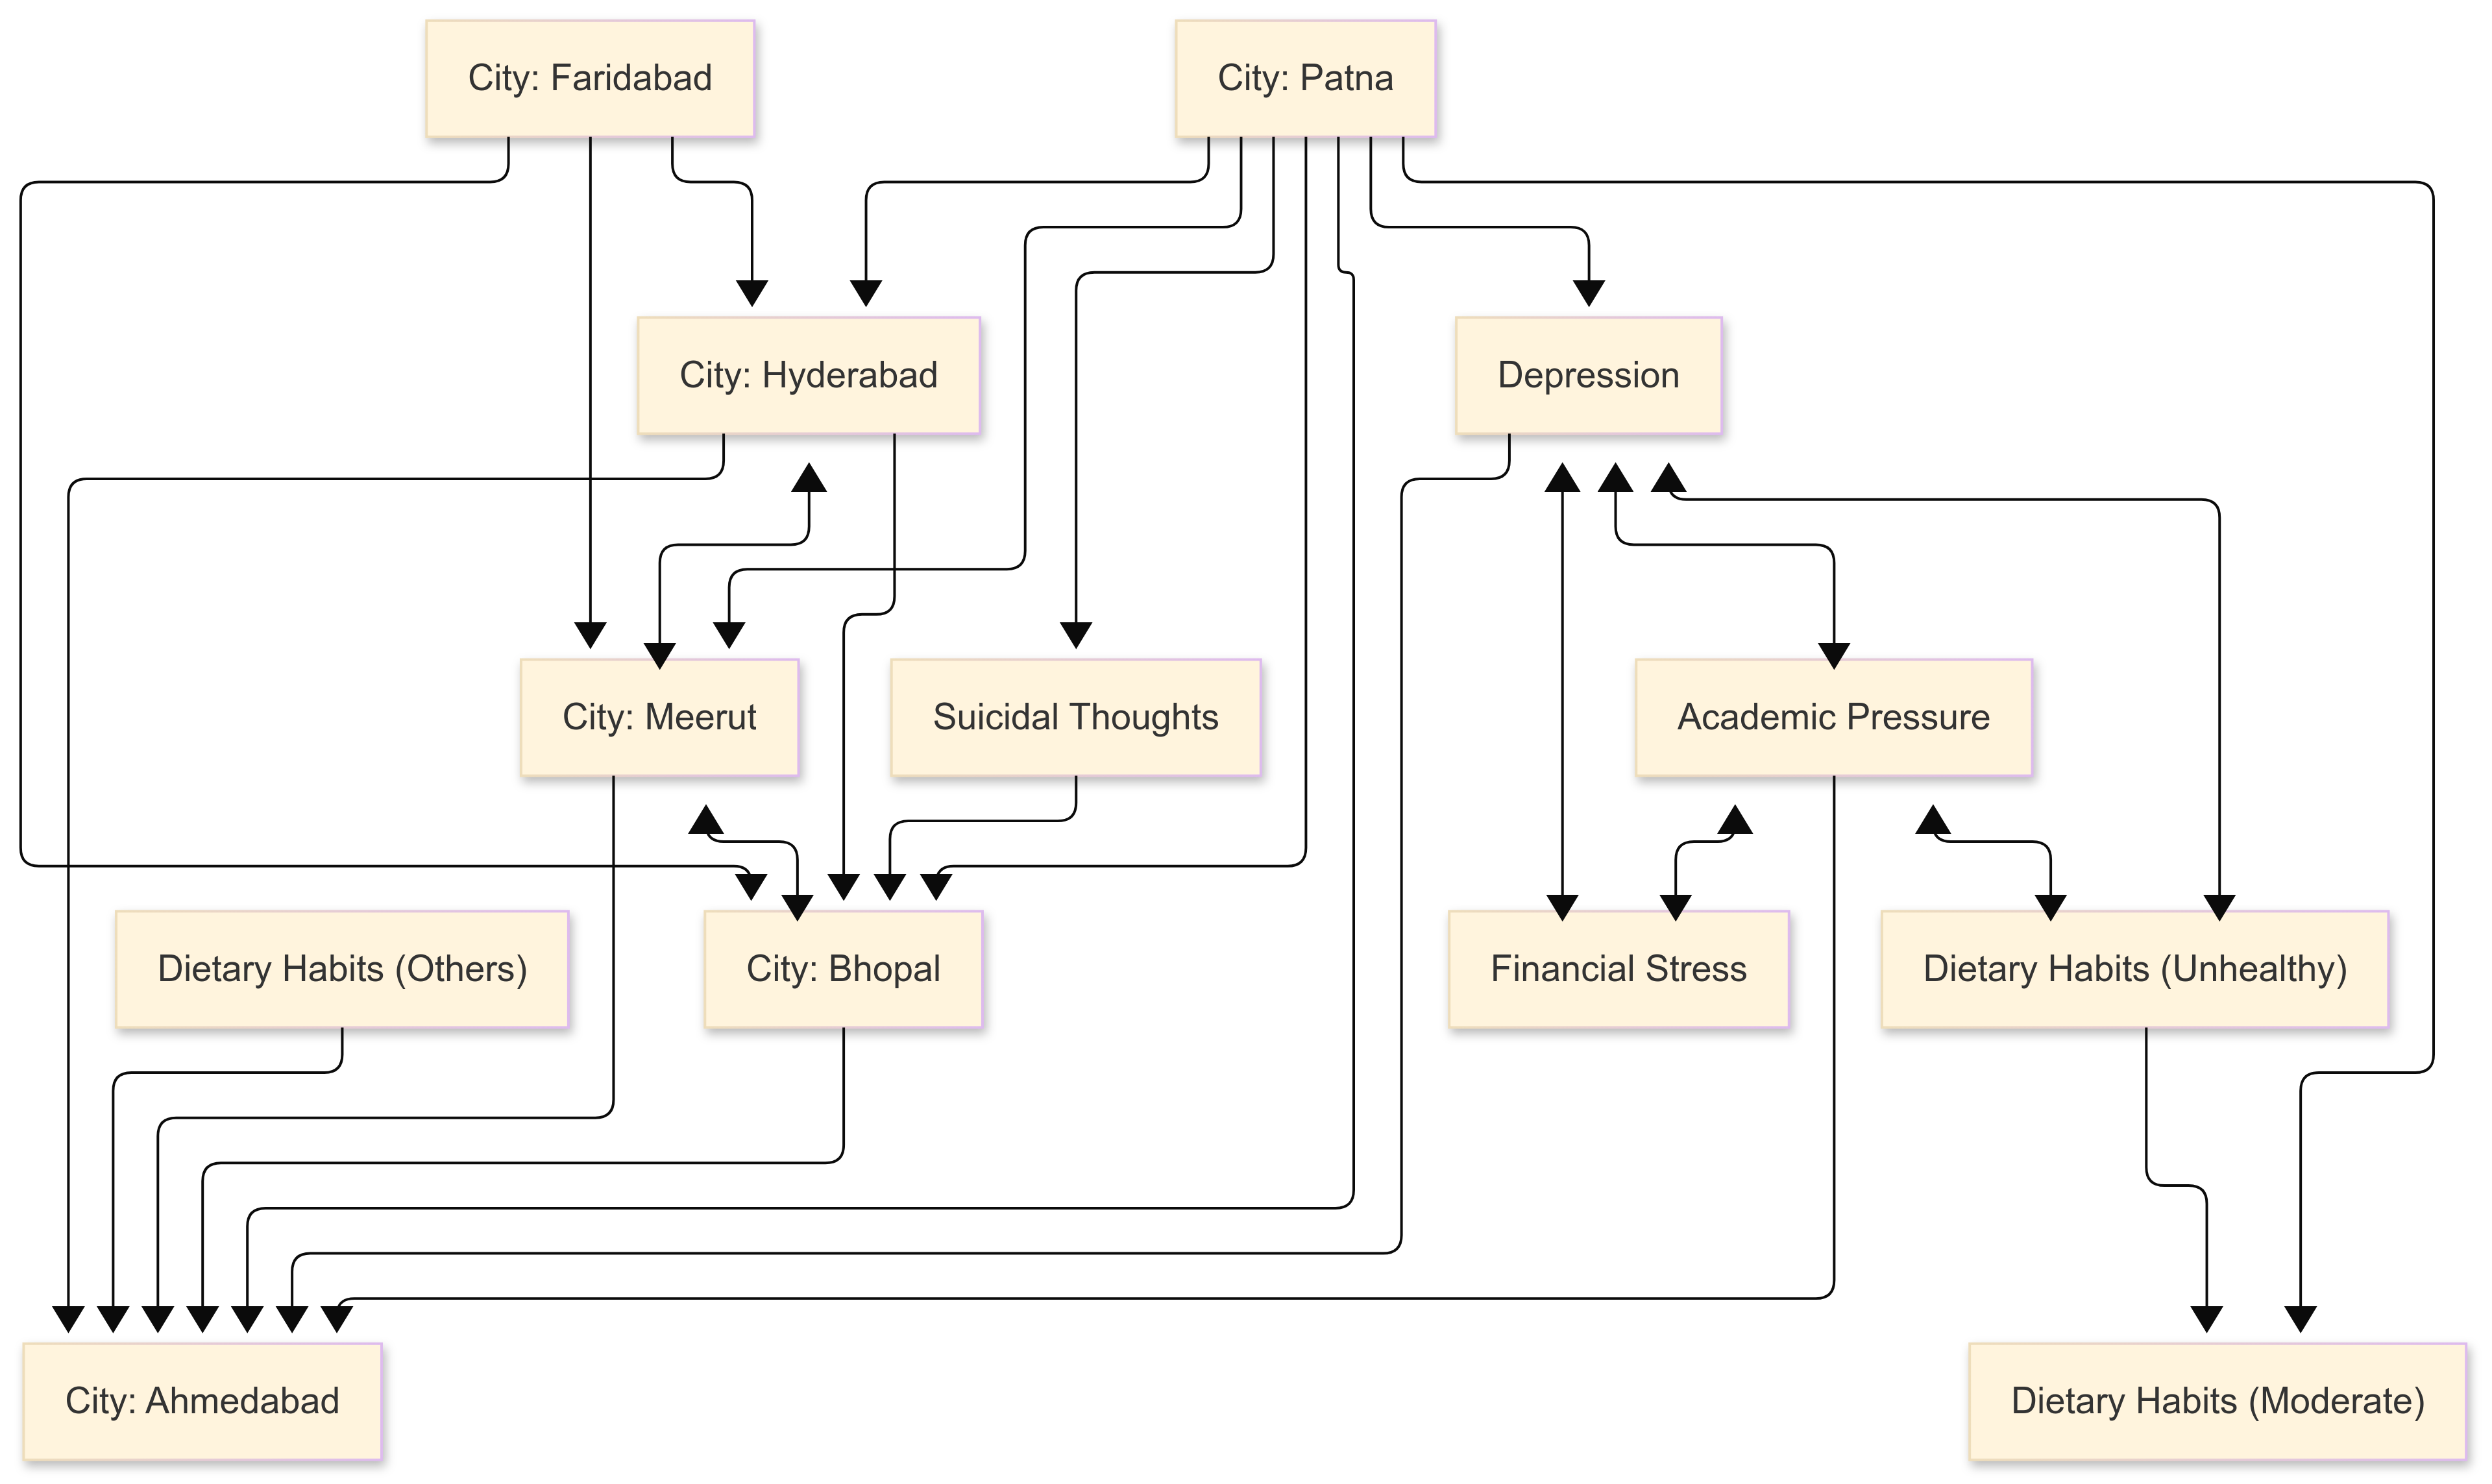 City: Faridabad
City: Patna
City: Hyderabad
Depression
City: Meerut
Suicidal Thoughts
Academic Pressure
Dietary Habits (Others)
City: Bhopal
Financial Stress
Dietary Habits (Unhealthy)
City: Ahmedabad
Dietary Habits (Moderate)